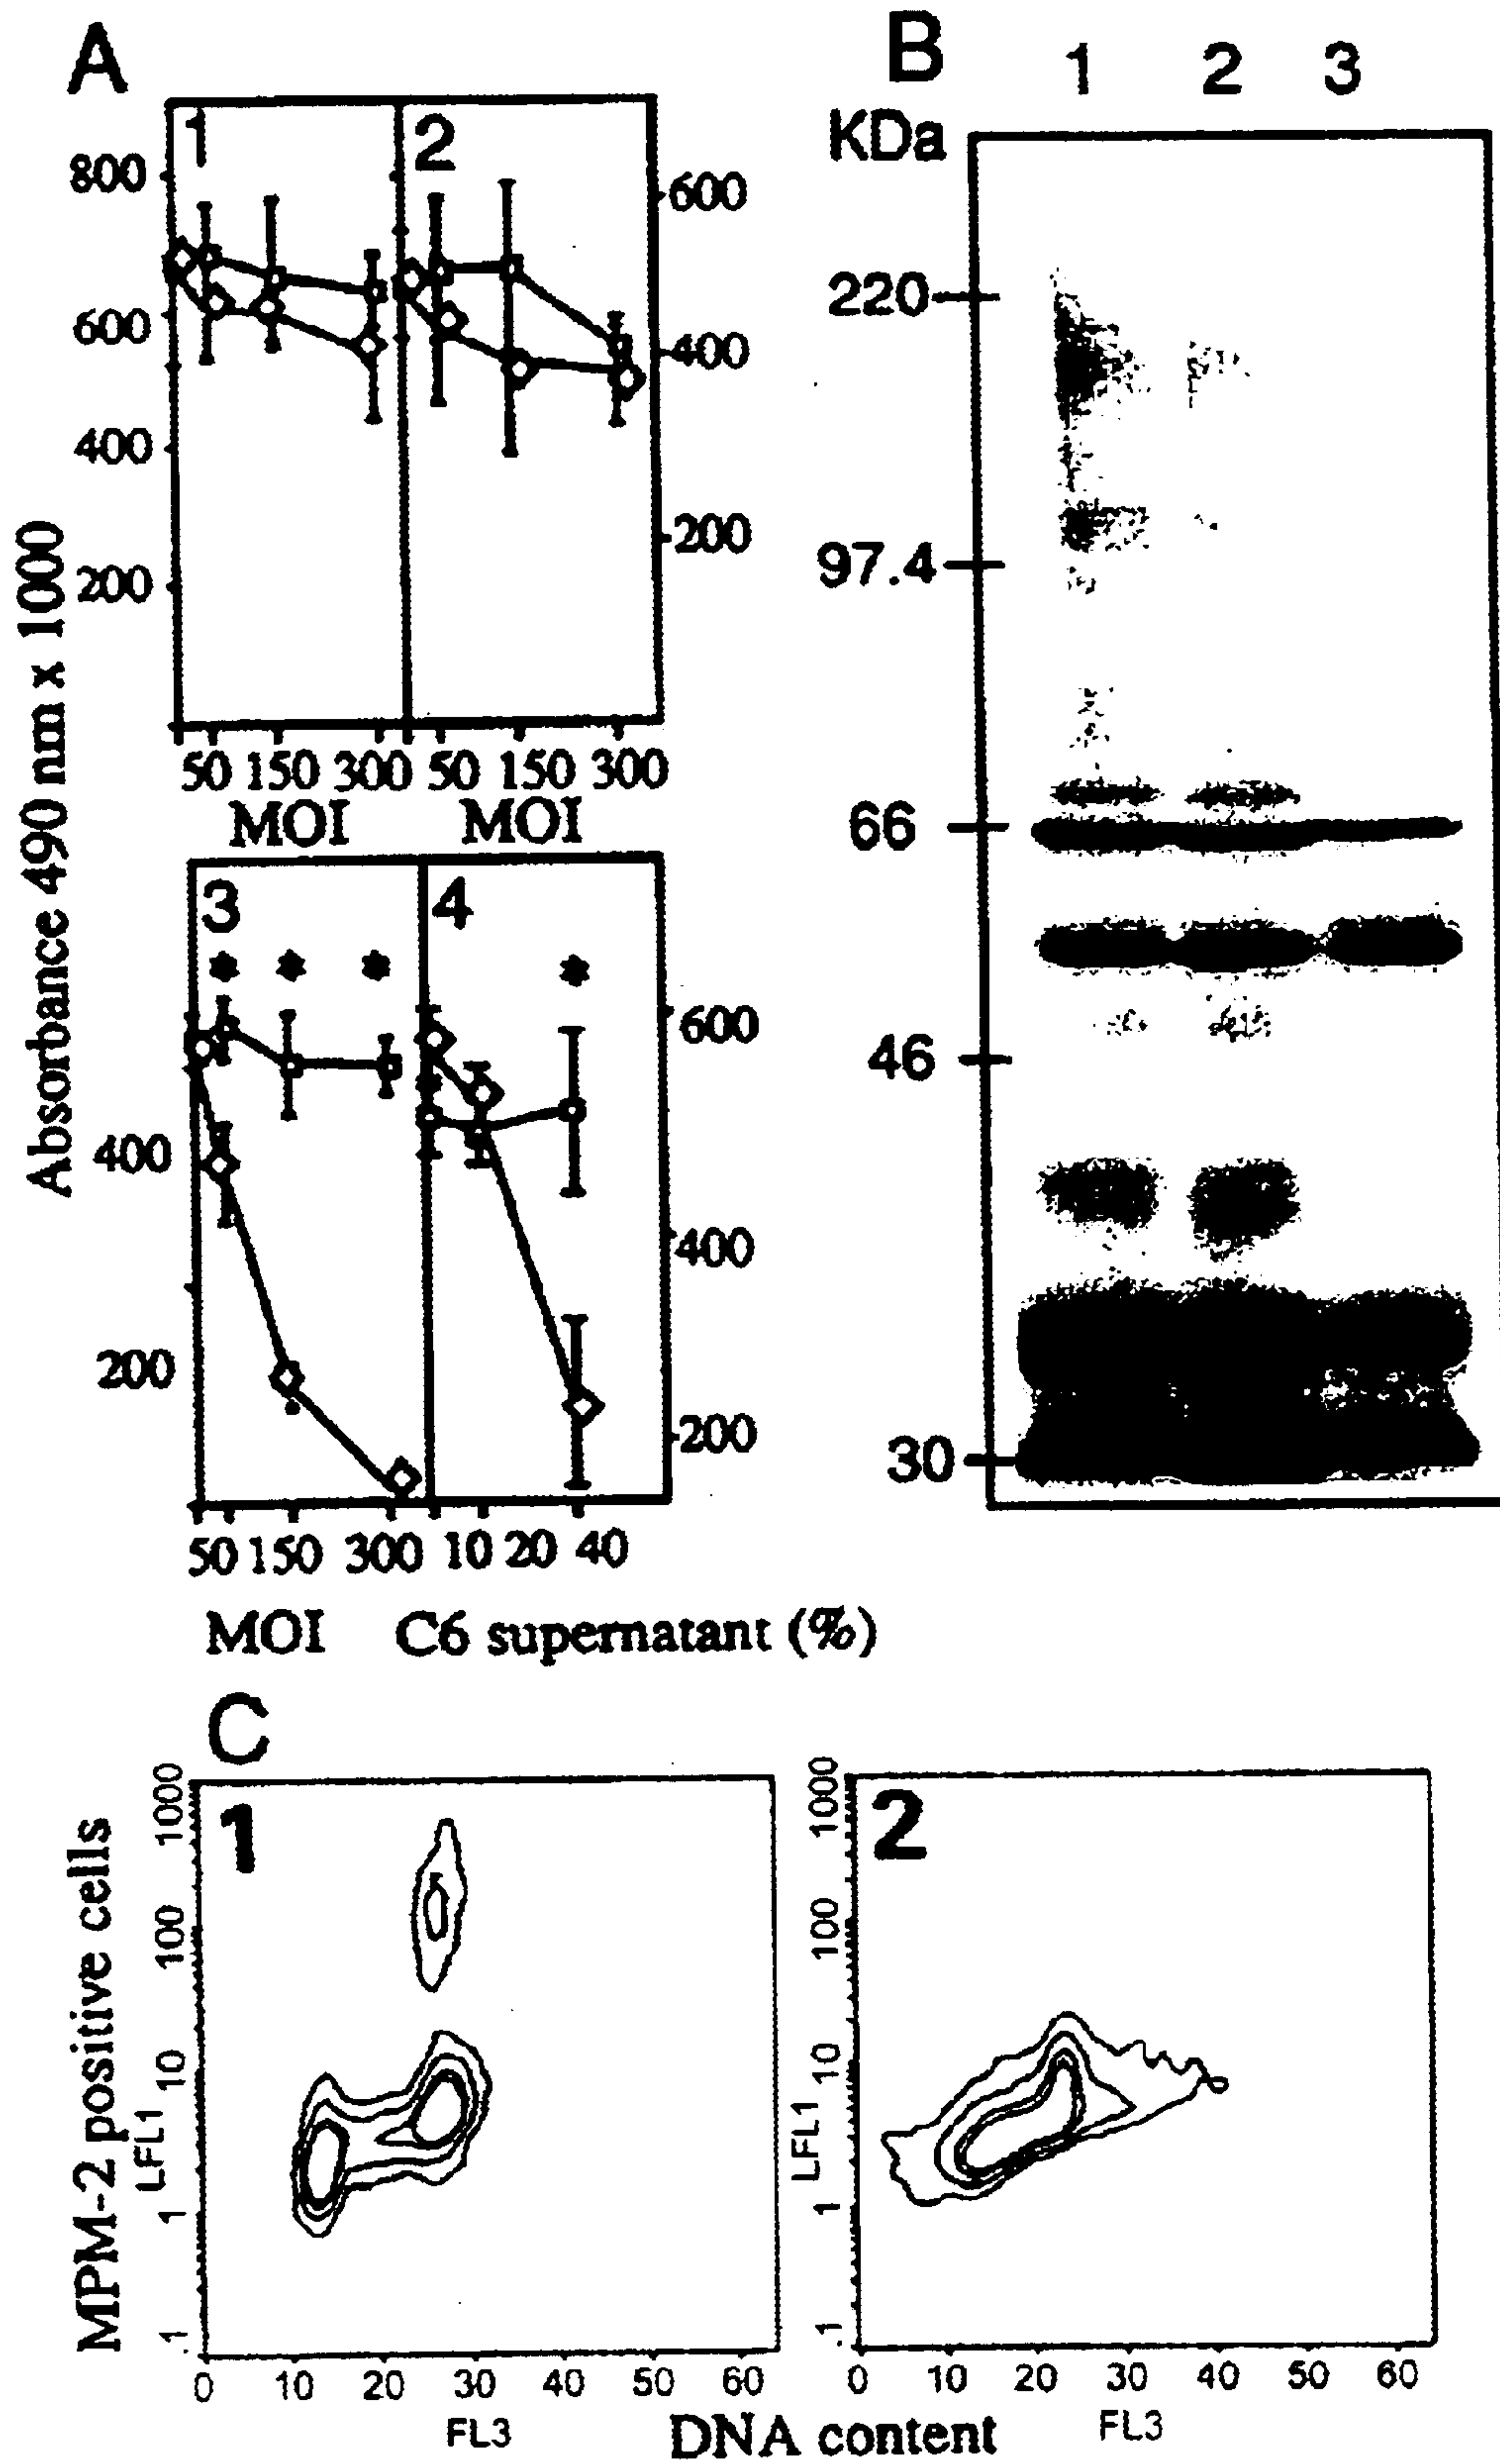 A
1
2
800
600
400
200
600
400
200
50 150 300 50 150 300
MOI MOI
Absorbance 490 nm x 1000
3
4
* * * *
400
200
600
400
200
50 150 300 10 20 40
MOI C6 supernatant (%)
B
1 2 3
KDa
220
97.4
66
46
30
C
MPM-2 positive cells
LFL1
1000
100
10
1
.1
1
0 10 20 30 40 50 60
FL3
LFL1
1000
100
10
1
.1
2
0 10 20 30 40 50 60
FL3
DNA content